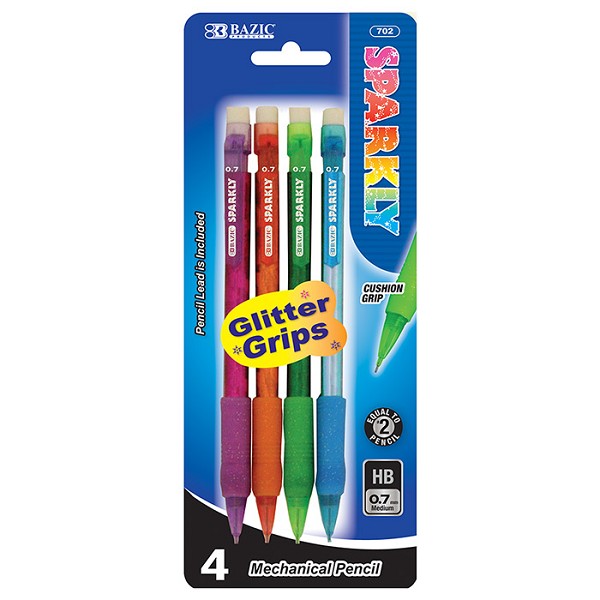 BAZIC
PRODUCTS
702
SPARKLY
0.7
0.7
0.7
0.7
BAZIC SPARKLY
BAZIC SPARKLY
BAZIC SPARKLY
BAZIC SPARKLY
Pencil Lead is Included
CUSHION
GRIP
Glitter
Grips
EQUAL TO
2
PENCIL
HB
0.7 mm
Medium
4 Mechanical Pencil